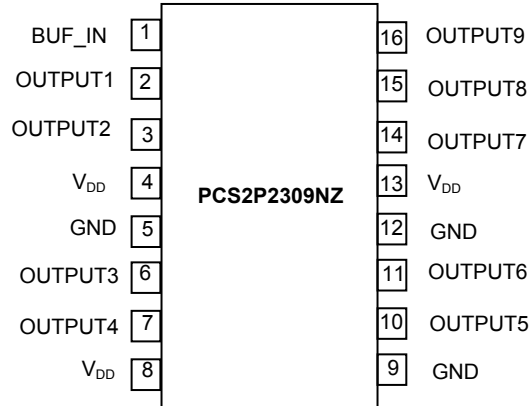 BUF_IN 1 16 OUTPUT9
OUTPUT1 2 15 OUTPUT8
OUTPUT2 3 14 OUTPUT7
VDD 4 PCS2P2309NZ 13 VDD
GND 5 12 GND
OUTPUT3 6 11 OUTPUT6
OUTPUT4 7 10 OUTPUT5
VDD 8 9 GND